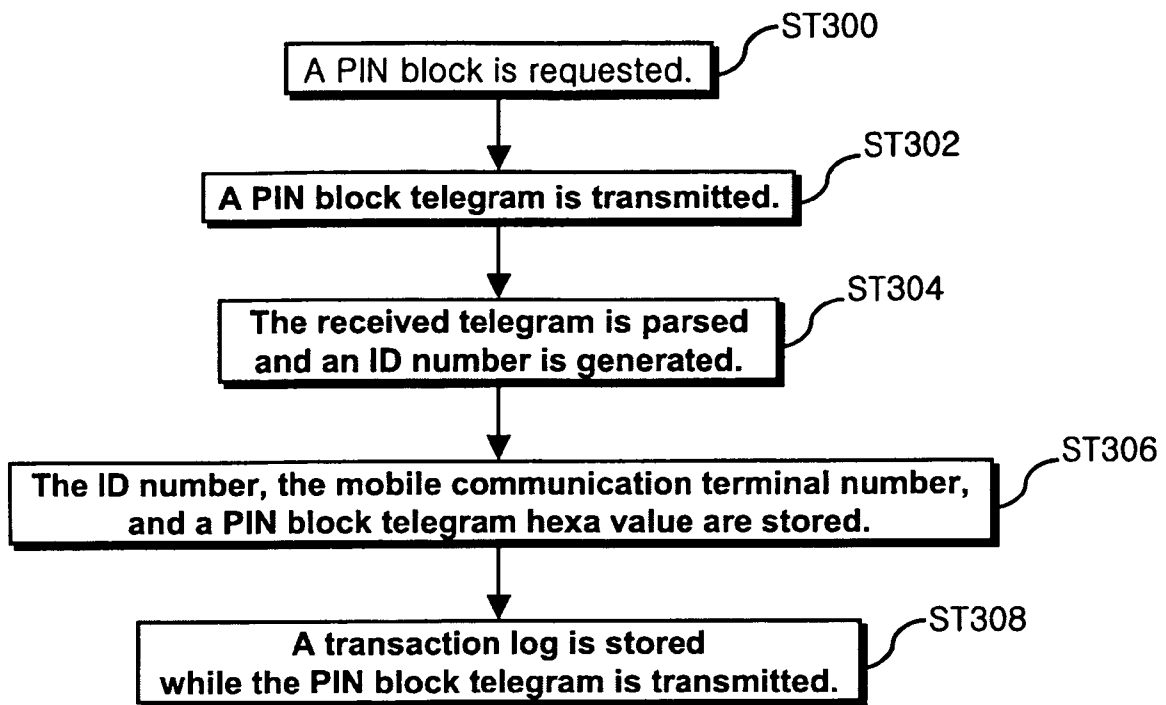 ST300
A PIN block is requested.
ST302
A PIN block telegram is transmitted.
ST304
The received telegram is parsed
and an ID number is generated.
ST306
The ID number, the mobile communication terminal number,
and a PIN block telegram hexa value are stored.
ST308
A transaction log is stored
while the PIN block telegram is transmitted.